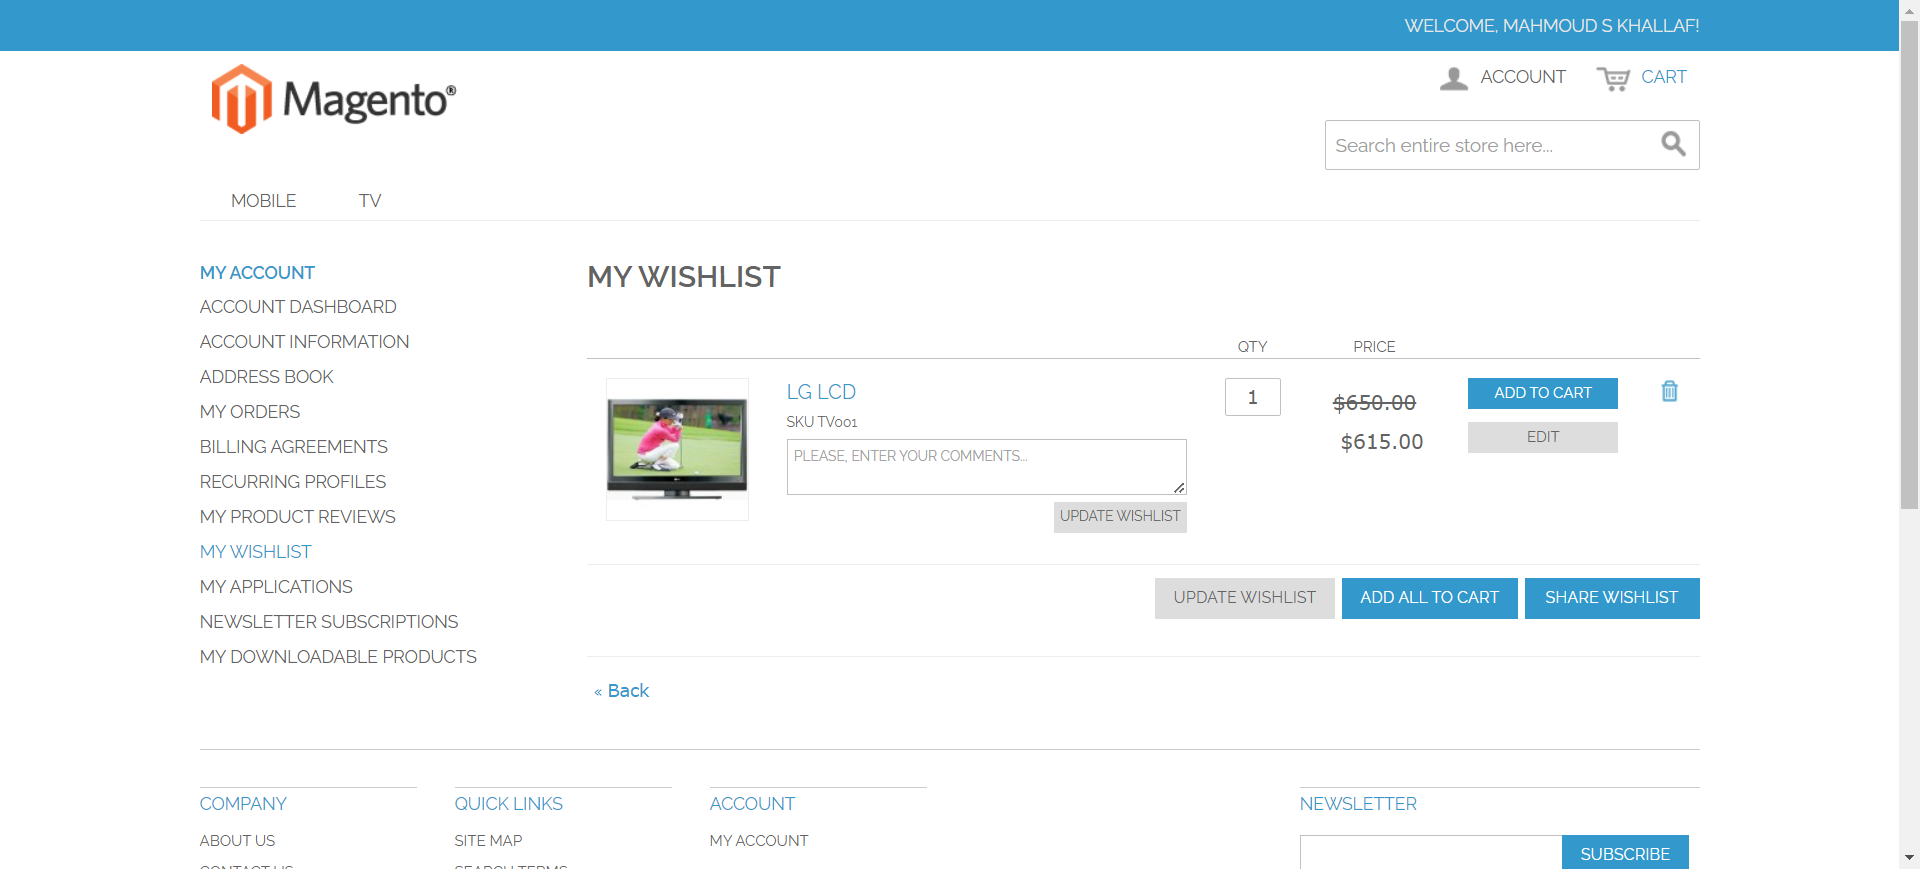 WELCOME, MAHMOUD S KHALLAF!
Magento®
ACCOUNT
CART
Search entire store here...
MOBILE
TV
MY ACCOUNT
ACCOUNT DASHBOARD
ACCOUNT INFORMATION
ADDRESS BOOK
MY ORDERS
BILLING AGREEMENTS
RECURRING PROFILES
MY PRODUCT REVIEWS
MY WISHLIST
MY APPLICATIONS
NEWSLETTER SUBSCRIPTIONS
MY DOWNLOADABLE PRODUCTS
MY WISHLIST
QTY
PRICE
LG LCD
SKU TV001
PLEASE, ENTER YOUR COMMENTS...
UPDATE WISHLIST
1
$650.00
$615.00
ADD TO CART
EDIT
UPDATE WISHLIST
ADD ALL TO CART
SHARE WISHLIST
« Back
COMPANY
ABOUT US
CONTACT US
QUICK LINKS
SITE MAP
SEARCH TERMS
ACCOUNT
MY ACCOUNT
NEWSLETTER
SUBSCRIBE